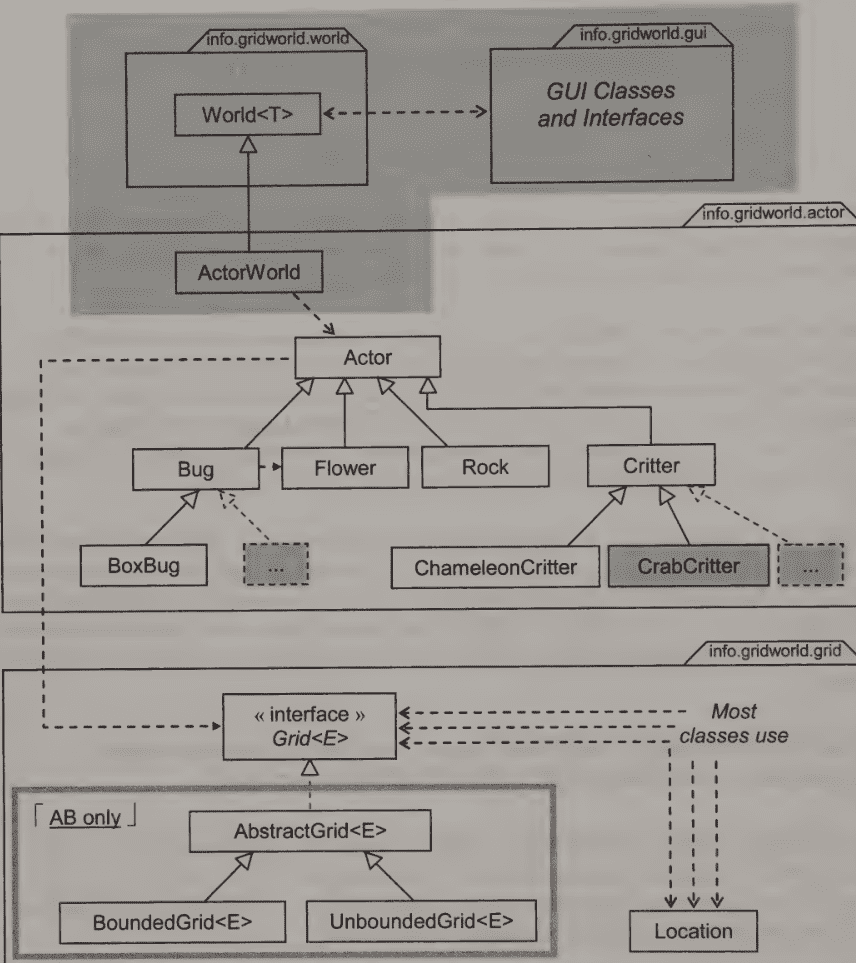 info.gridworld.world
info.gridworld.gui
World<T>
GUI Classes
and Interfaces
info.gridworld.actor
ActorWorld
Actor
Bug
Flower
Rock
Critter
BoxBug
...
ChameleonCritter
CrabCritter
...
info.gridworld.grid
« interface »
Grid<E>
Most
classes use
AB only
AbstractGrid<E>
BoundedGrid<E>
UnboundedGrid<E>
Location